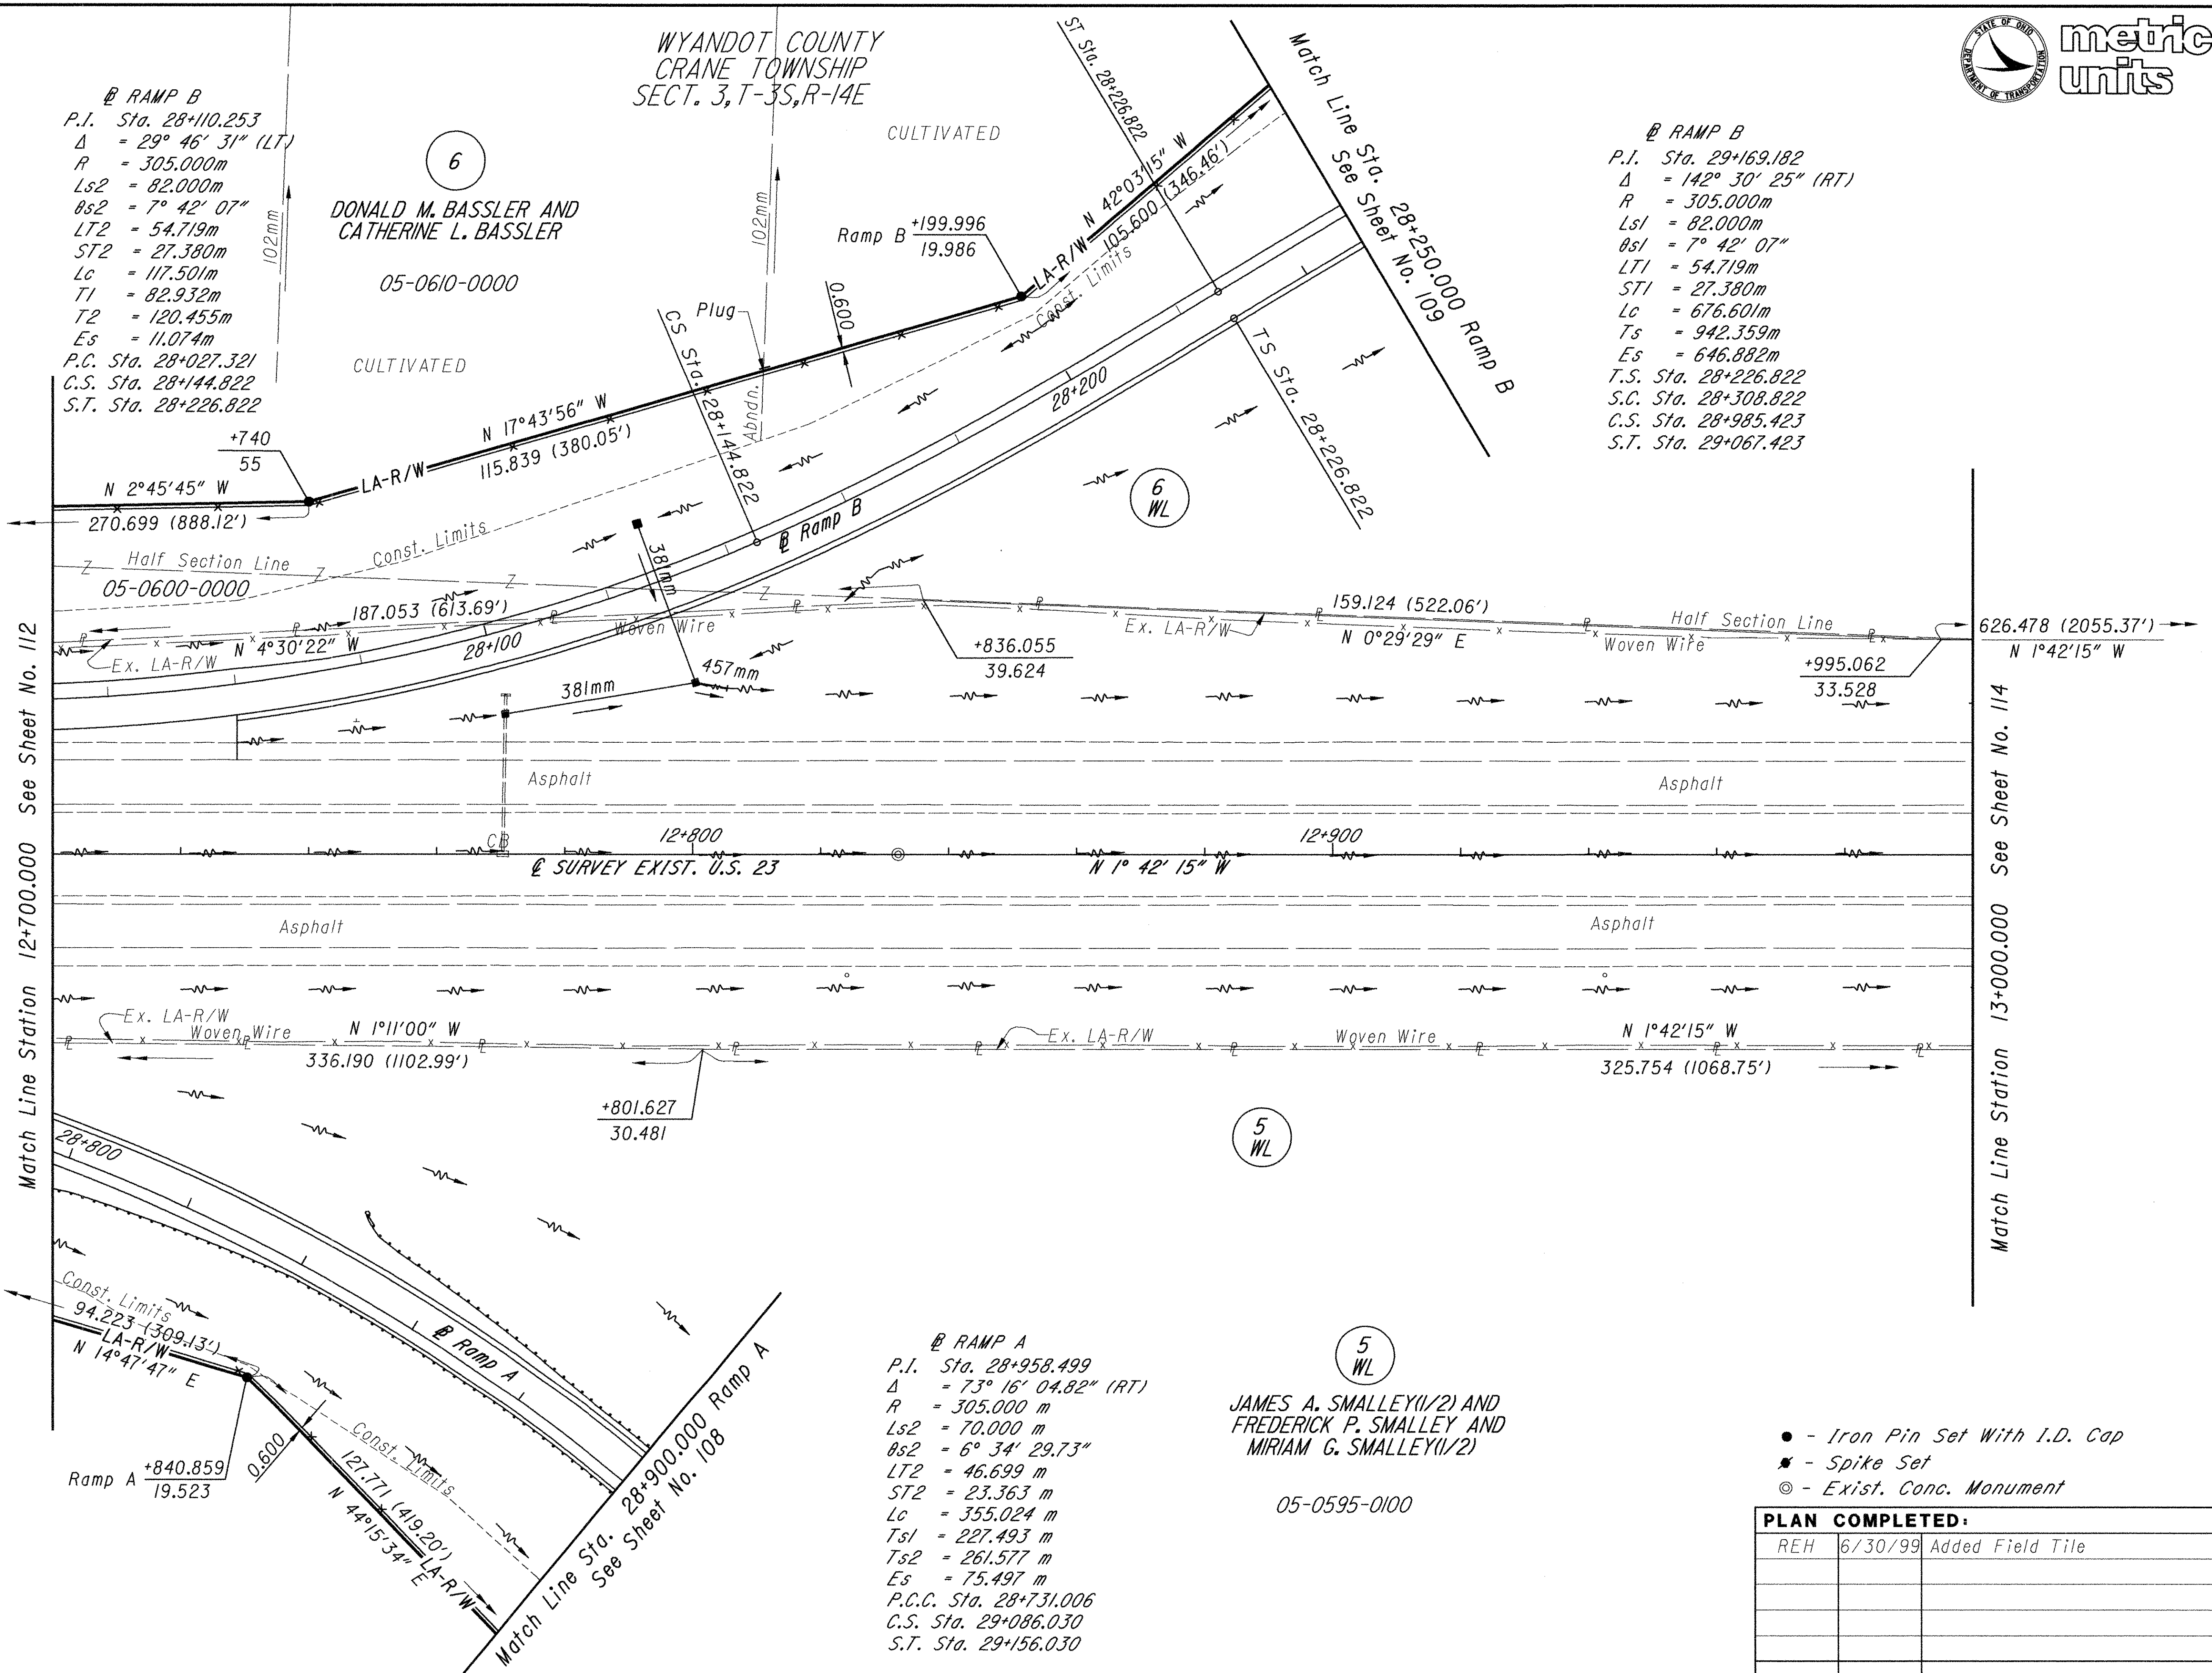 WYANDOT COUNTY
CRANE TOWNSHIP
SECT. 3, T-3S, R-14E
STATE OF OHIO
DEPARTMENT OF TRANSPORTATION
metric
units
℄ RAMP B
P.I. Sta. 28+110.253
Δ = 29° 46' 31" (LT)
R = 305.000m
Ls2 = 82.000m
θs2 = 7° 42' 07"
LT2 = 54.719m
ST2 = 27.380m
Lc = 117.501m
T1 = 82.932m
T2 = 120.455m
Es = 11.074m
P.C. Sta. 28+027.321
C.S. Sta. 28+144.822
S.T. Sta. 28+226.822
102mm
6
DONALD M. BASSLER AND
CATHERINE L. BASSLER
05-0610-0000
CULTIVATED
102mm
CULTIVATED
ST Sta. 28+226.822
Match Line Sta. 28+250.000 Ramp B
See Sheet No. 109
℄ RAMP B
P.I. Sta. 29+169.182
Δ = 142° 30' 25" (RT)
R = 305.000m
Ls1 = 82.000m
θs1 = 7° 42' 07"
LT1 = 54.719m
ST1 = 27.380m
Lc = 676.601m
Ts = 942.359m
Es = 646.882m
T.S. Sta. 28+226.822
S.C. Sta. 28+308.822
C.S. Sta. 28+985.423
S.T. Sta. 29+067.423
N 42°03'15" W
105.600 (346.46')
LA-R/W
Const. Limits
Ramp B +199.996
19.986
0.600
Plug
Abndn.
CS Sta. 28+144.822
TS Sta. 28+226.822
28+200
+740
55
N 17°43'56" W
115.839 (380.05')
LA-R/W
N 2°45'45" W
270.699 (888.12')
Const. Limits
Half Section Line
05-0600-0000
381mm
℄ Ramp B
6
WL
187.053 (613.69')
N 4°30'22" W
Ex. LA-R/W
28+100
Woven Wire
381mm
457mm
+836.055
39.624
Ex. LA-R/W
159.124 (522.06')
N 0°29'29" E
Half Section Line
Woven Wire
+995.062
33.528
626.478 (2055.37')
N 1°42'15" W
Match Line Station 12+700.000 See Sheet No. 112
Match Line Station 13+000.000 See Sheet No. 114
Asphalt
Asphalt
CB
12+800
12+900
℄ SURVEY EXIST. U.S. 23
N 1° 42' 15" W
Asphalt
Asphalt
Ex. LA-R/W
Woven Wire
N 1°11'00" W
336.190 (1102.99')
Ex. LA-R/W
Woven Wire
N 1°42'15" W
325.754 (1068.75')
+801.627
30.481
5
WL
28+800
Const. Limits
94.223 (309.13')
LA-R/W
N 14°47'47" E
℄ Ramp A
Ramp A +840.859
19.523
0.600
Const. Limits
127.771 (419.20')
N 44°15'34" E
LA-R/W
Match Line Sta. 28+900.000 Ramp A
See Sheet No. 108
℄ RAMP A
P.I. Sta. 28+958.499
Δ = 73° 16' 04.82" (RT)
R = 305.000 m
Ls2 = 70.000 m
θs2 = 6° 34' 29.73"
LT2 = 46.699 m
ST2 = 23.363 m
Lc = 355.024 m
Ts1 = 227.493 m
Ts2 = 261.577 m
Es = 75.497 m
P.C.C. Sta. 28+731.006
C.S. Sta. 29+086.030
S.T. Sta. 29+156.030
5
WL
JAMES A. SMALLEY(1/2) AND
FREDERICK P. SMALLEY AND
MIRIAM G. SMALLEY(1/2)
05-0595-0100
● - Iron Pin Set With I.D. Cap
- Spike Set
◎ - Exist. Conc. Monument
PLAN COMPLETED:
REH 6/30/99 Added Field Tile